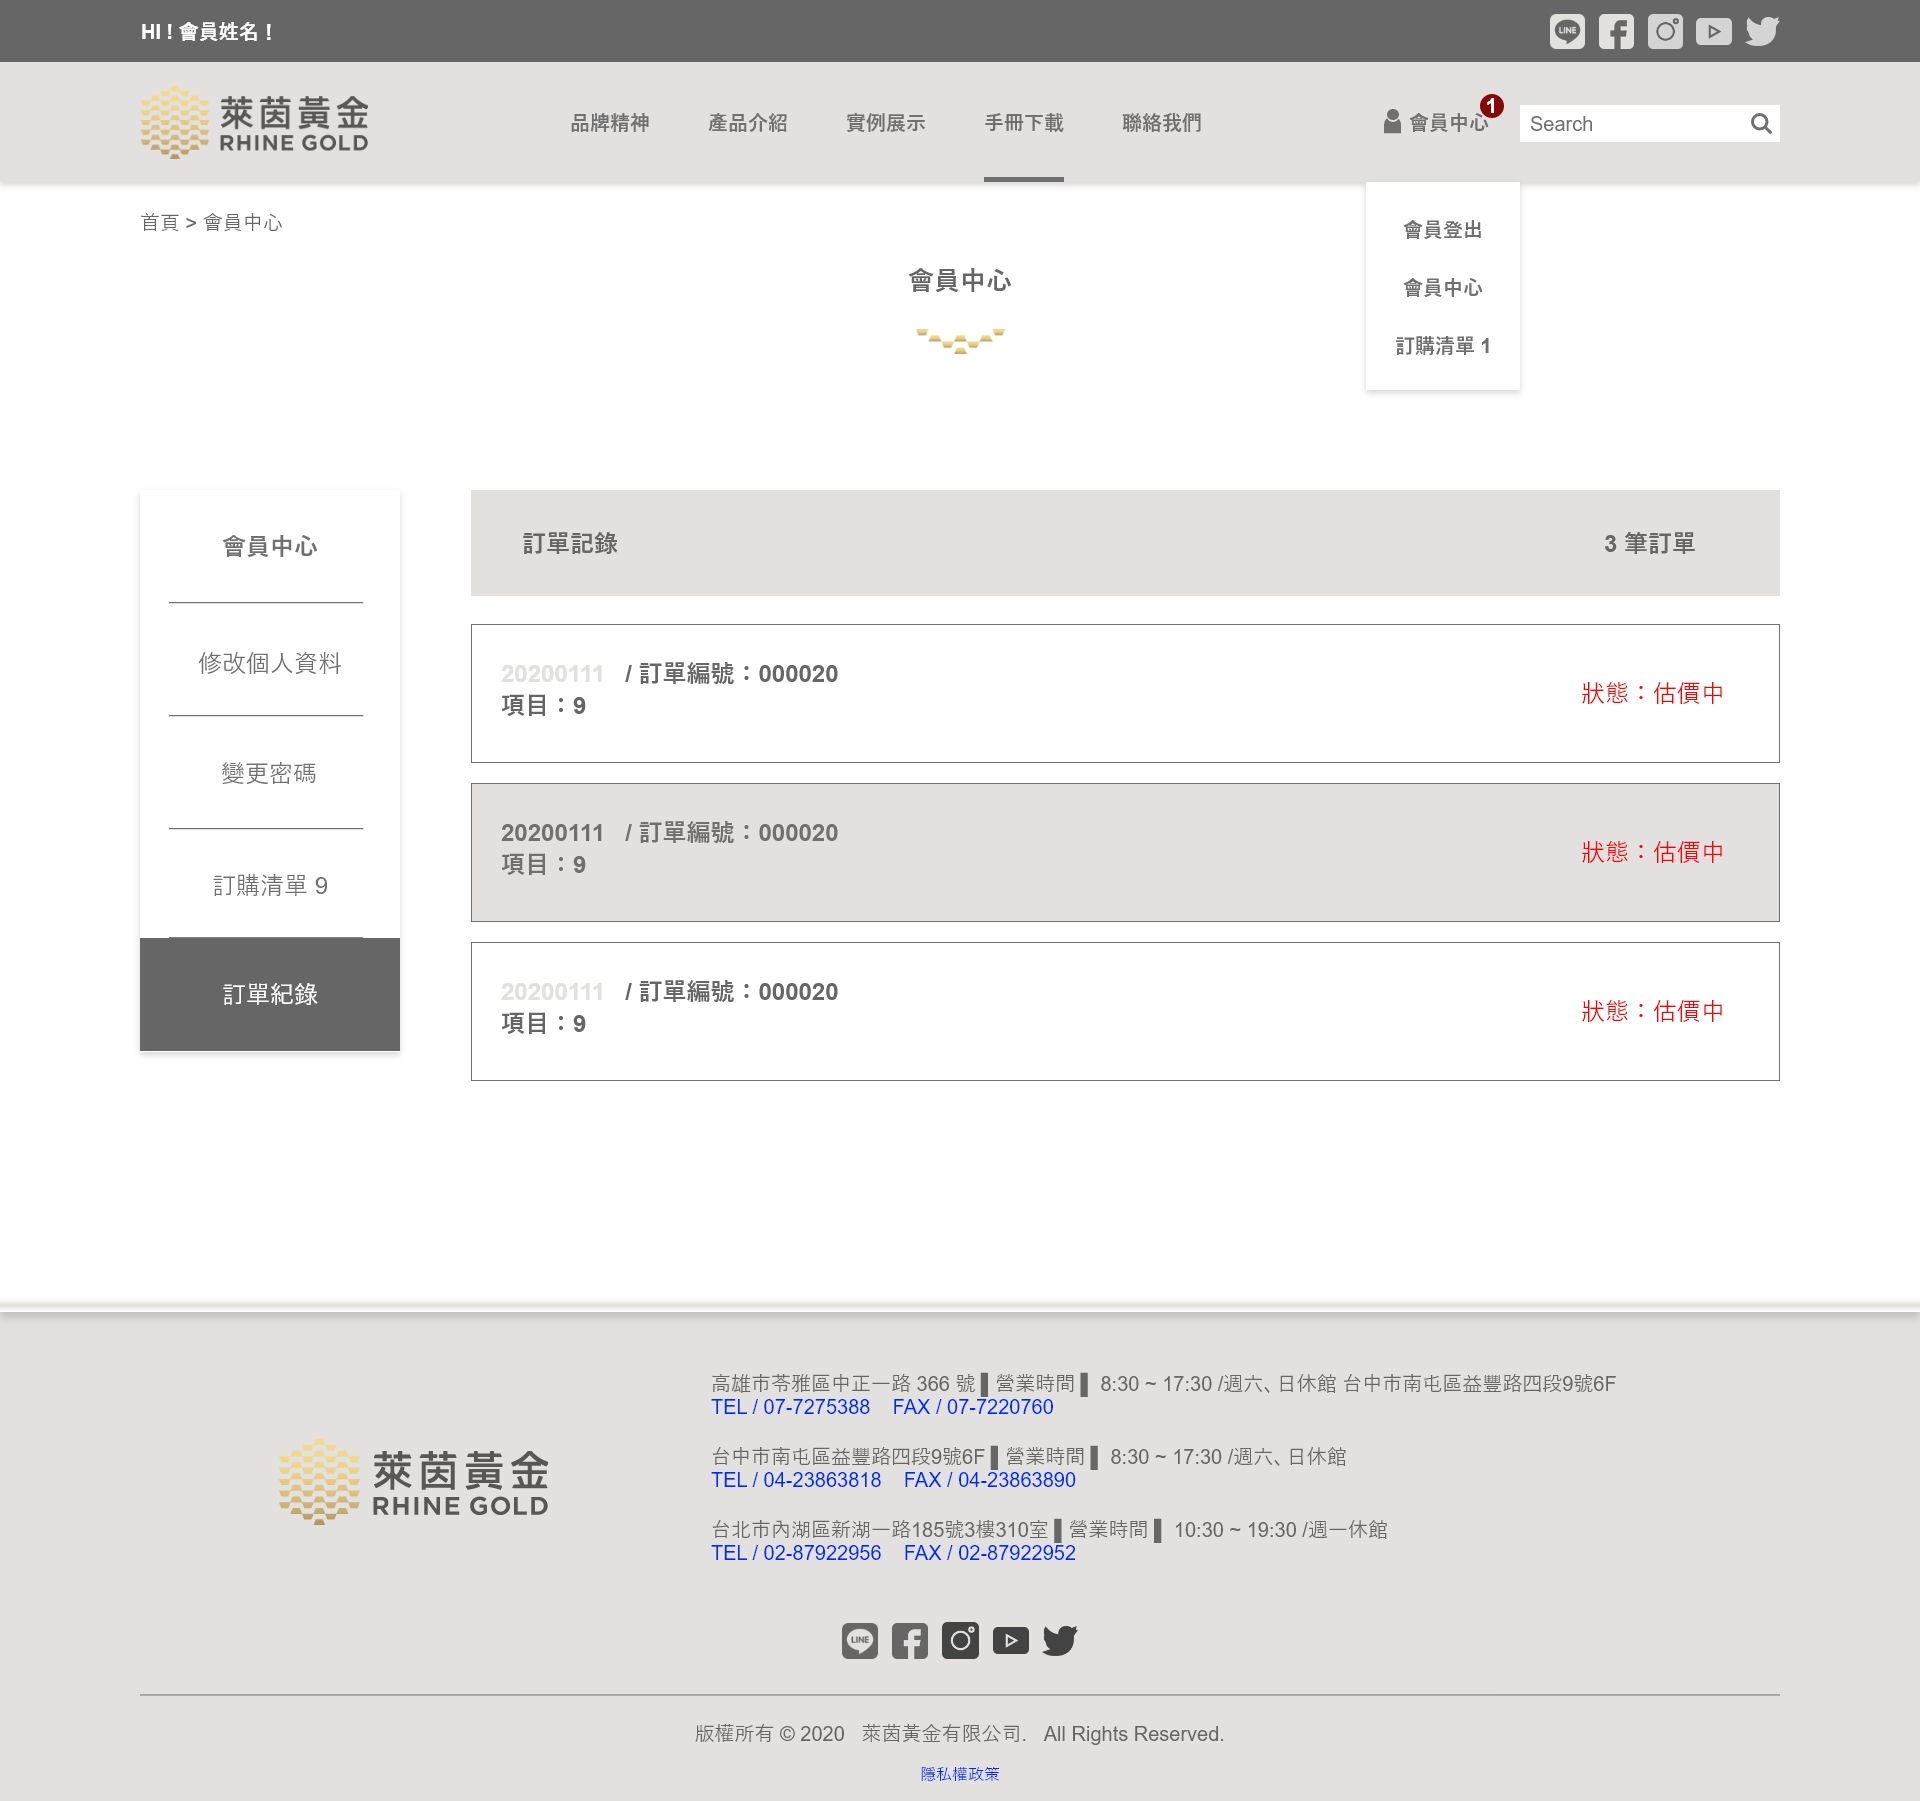 HI ! 會員姓名 !
LINE
萊茵黃金
RHINE GOLD
品牌精神
產品介紹
實例展示
手冊下載
聯絡我們
會員中心
1
Search
首頁 > 會員中心
會員登出
會員中心
訂購清單 1
會員中心
會員中心
修改個人資料
變更密碼
訂購清單 9
訂單紀錄
訂單記錄
3 筆訂單
20200111 / 訂單編號：000020
項目：9
狀態：估價中
20200111 / 訂單編號：000020
項目：9
狀態：估價中
20200111 / 訂單編號：000020
項目：9
狀態：估價中
萊茵黃金
RHINE GOLD
高雄市苓雅區中正一路 366 號 ▌營業時間 ▌ 8:30 ~ 17:30 /週六、日休館 台中市南屯區益豐路四段9號6F
TEL / 07-7275388 FAX / 07-7220760
台中市南屯區益豐路四段9號6F ▌營業時間 ▌ 8:30 ~ 17:30 /週六、日休館
TEL / 04-23863818 FAX / 04-23863890
台北市內湖區新湖一路185號3樓310室 ▌營業時間 ▌ 10:30 ~ 19:30 /週一休館
TEL / 02-87922956 FAX / 02-87922952
LINE
版權所有 © 2020 萊茵黃金有限公司. All Rights Reserved.
隱私權政策